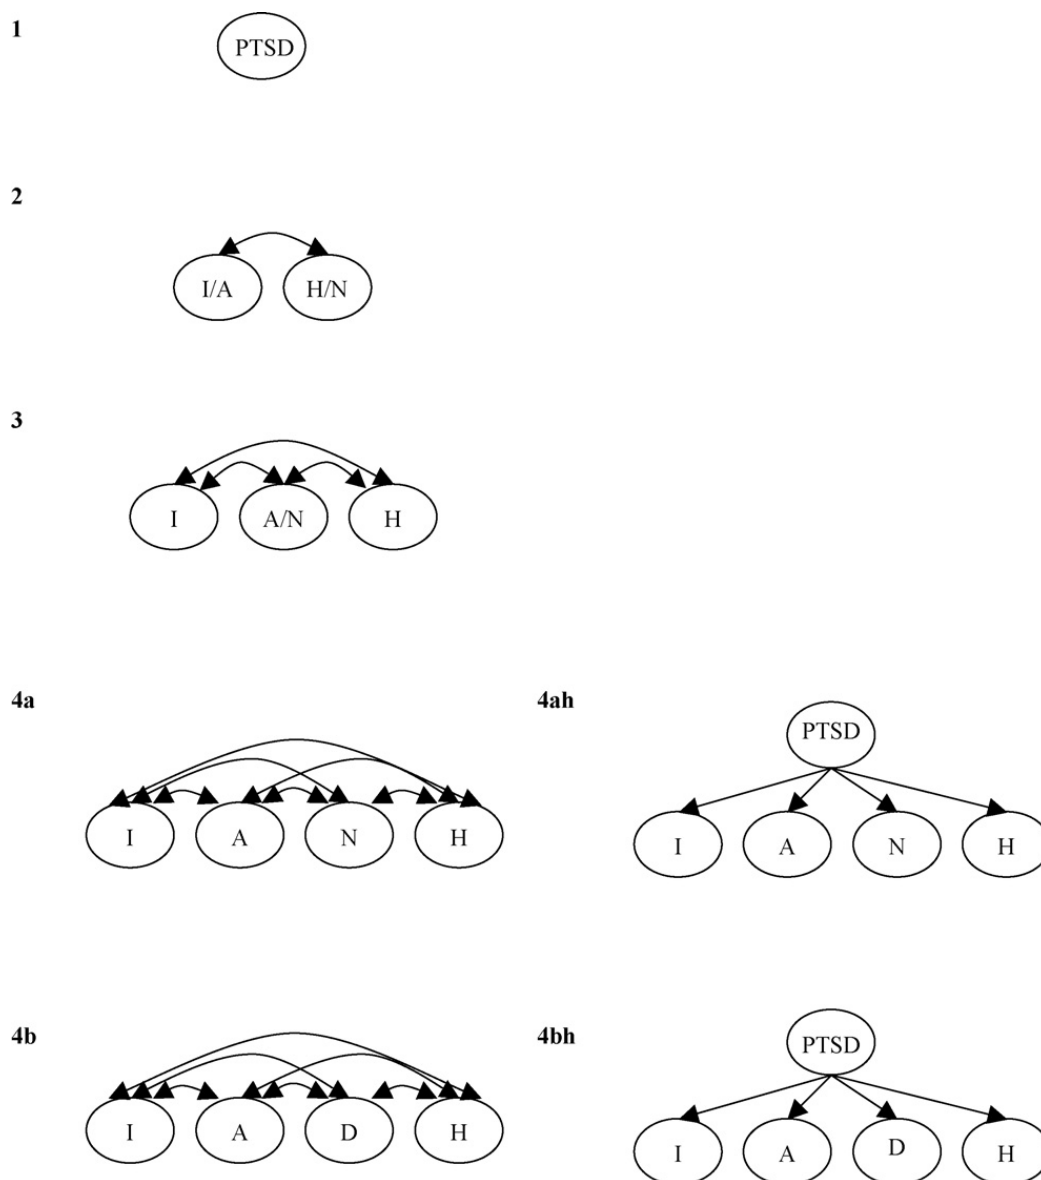 1
PTSD
2
I/A H/N
3
I A/N H
4a 4ah
PTSD
I A N H I A N H
4b 4bh
PTSD
I A D H I A D H